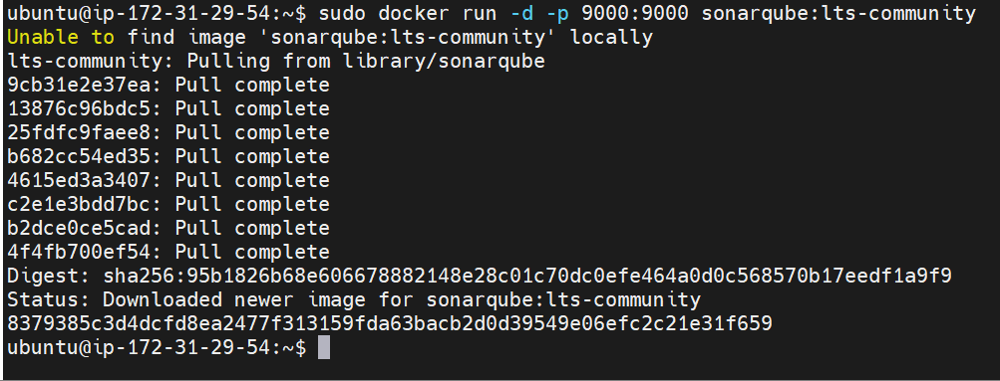 ubuntu@ip-172-31-29-54:~$ sudo docker run -d -p 9000:9000 sonarqube:lts-community
Unable to find image 'sonarqube:lts-community' locally
lts-community: Pulling from library/sonarqube
9cb31e2e37ea: Pull complete
13876c96bdc5: Pull complete
25fdfc9faee8: Pull complete
b682cc54ed35: Pull complete
4615ed3a3407: Pull complete
c2e1e3bdd7bc: Pull complete
b2dce0ce5cad: Pull complete
4f4fb700ef54: Pull complete
Digest: sha256:95b1826b68e606678882148e28c01c70dc0efe464a0d0c568570b17eedf1a9f9
Status: Downloaded newer image for sonarqube:lts-community
8379385c3d4dcfd8ea2477f313159fda63bacb2d0d39549e06efc2c21e31f659
ubuntu@ip-172-31-29-54:~$